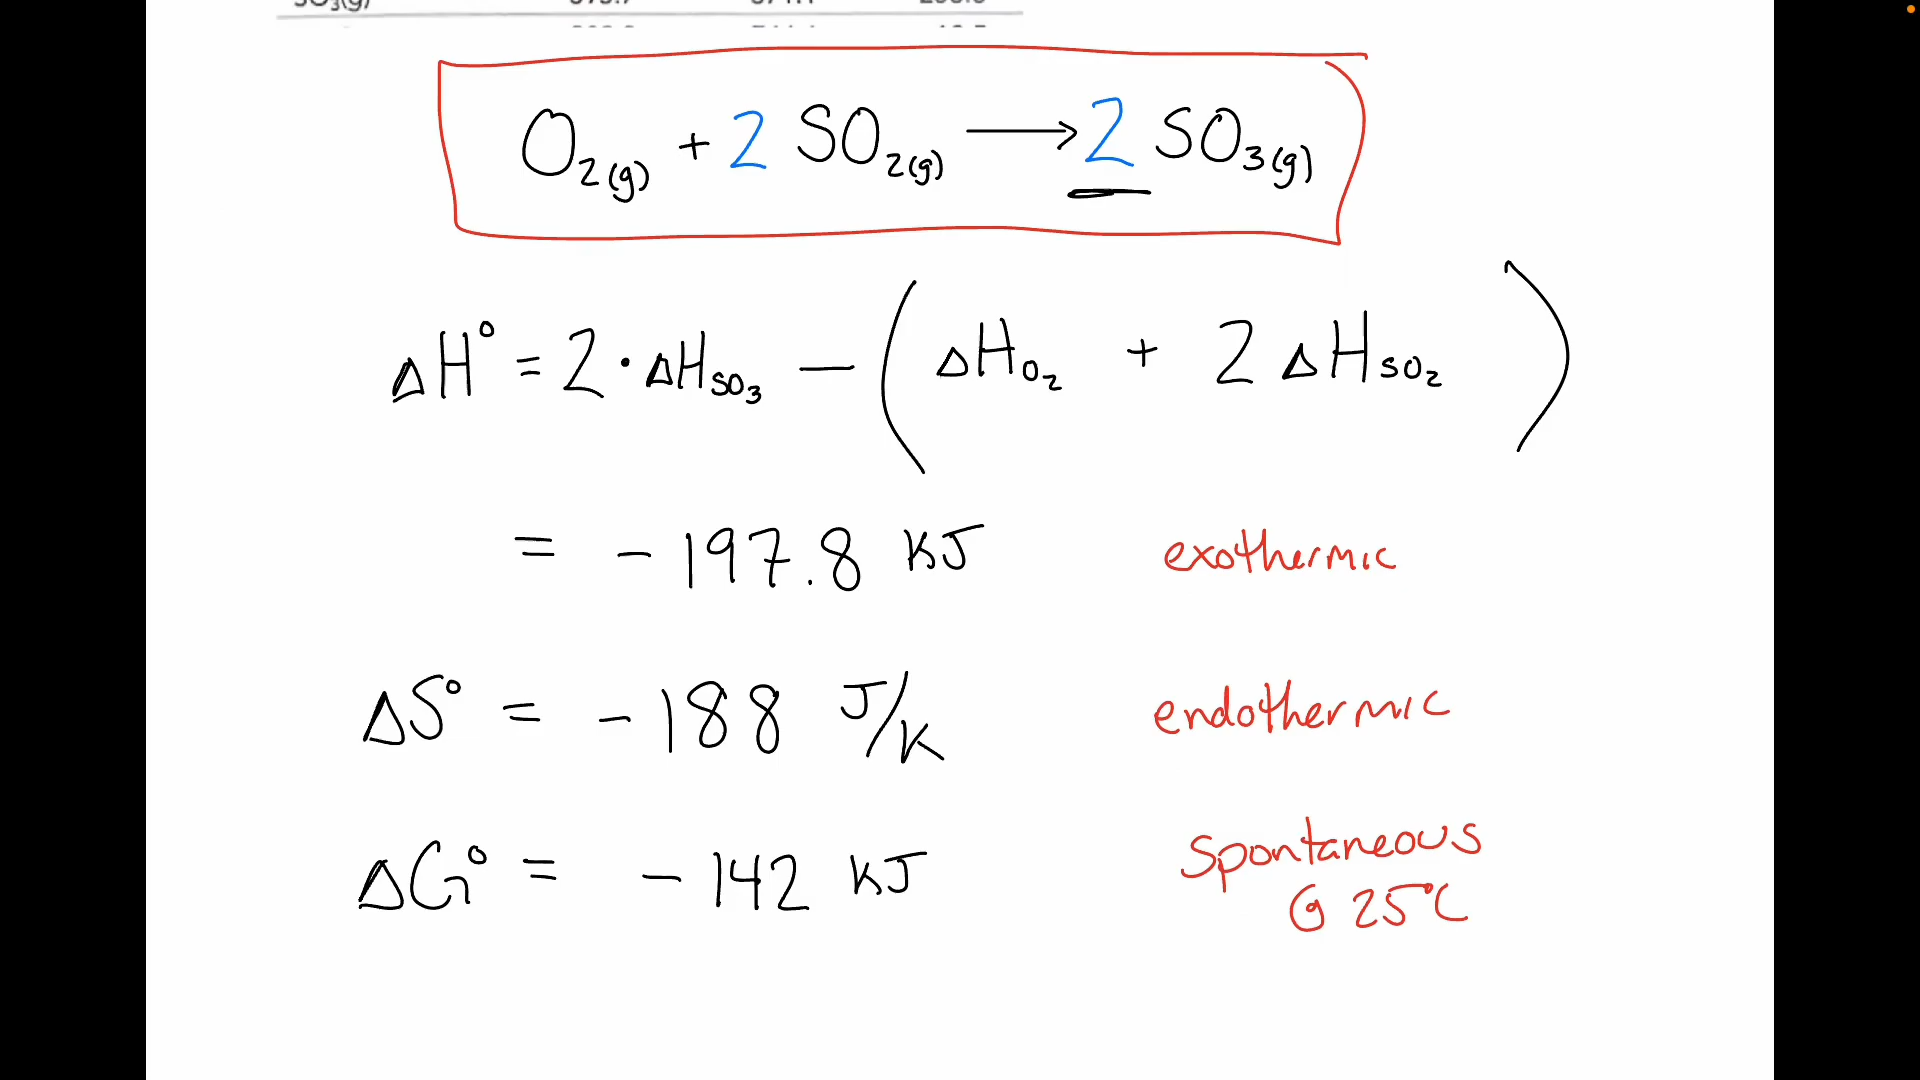 O2(g) + 2 SO2(g) → 2 SO3(g)
ΔH° = 2 · ΔHSO3 − ( ΔHO2 + 2 ΔHSO2 )
= − 197.8 kJ exothermic
ΔS° = − 188 J/K endothermic
ΔG° = − 142 kJ Spontaneous
@ 25°C